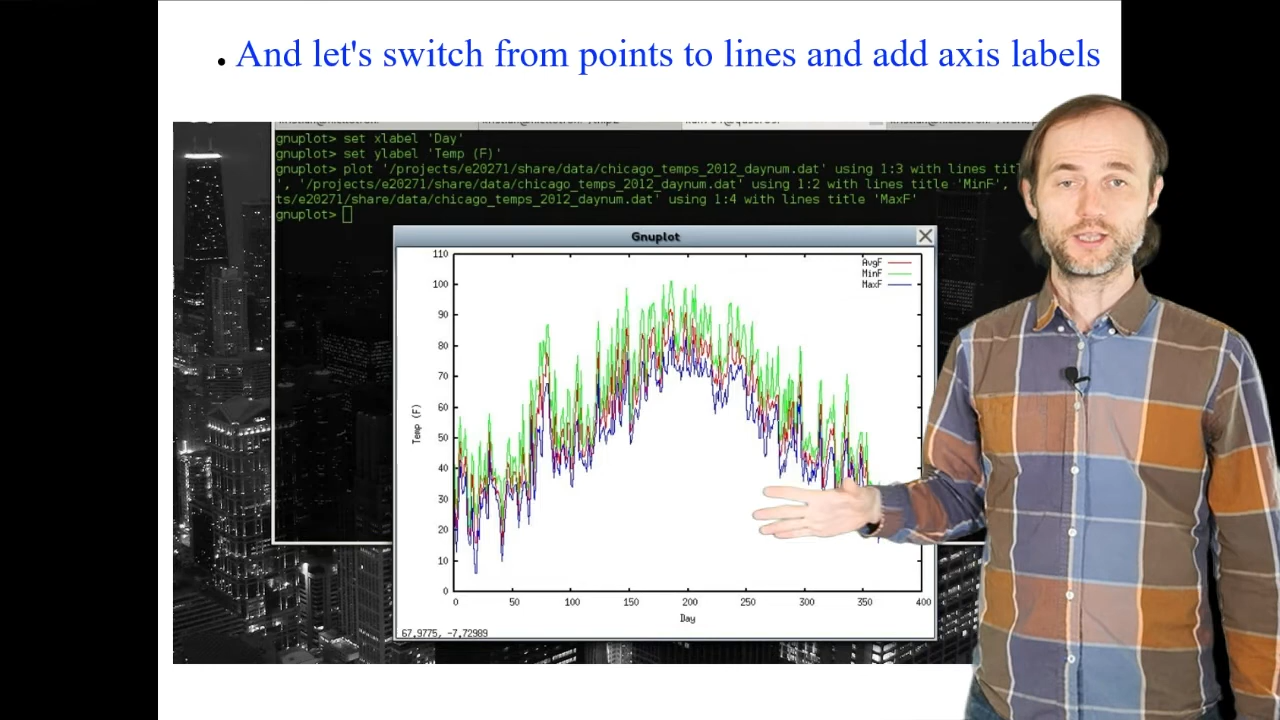 • And let's switch from points to lines and add axis labels
gnuplot> set xlabel 'Day'
gnuplot> set ylabel 'Temp (F)'
gnuplot> plot '/projects/e20271/share/data/chicago_temps_2012_daynum.dat' using 1:3 with lines titl
', '/projects/e20271/share/data/chicago_temps_2012_daynum.dat' using 1:2 with lines title 'MinF',
ts/e20271/share/data/chicago_temps_2012_daynum.dat' using 1:4 with lines title 'MaxF'
gnuplot>
Gnuplot
110
100
90
80
70
60
50
40
30
20
10
0
Temp (F)
AvgF
MinF
MaxF
0 50 100 150 200 250 300 350 400
Day
67.9775, -7.72989